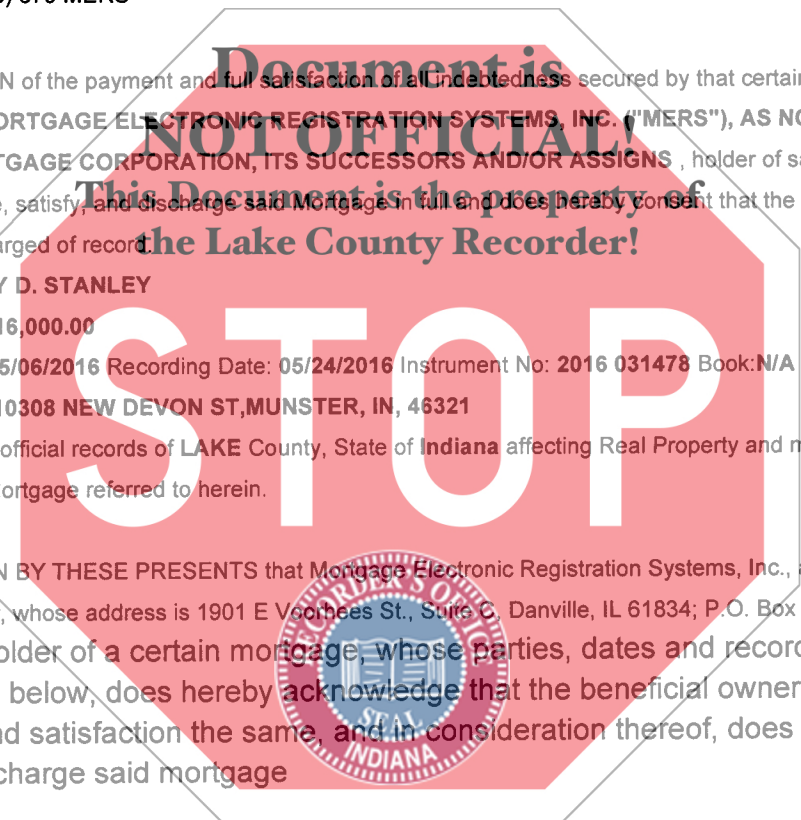 N of the payment and full satisfaction of all indebtedness secured by that certain
ORTGAGE ELECTRONIC REGISTRATION SYSTEMS, INC. ("MERS"), AS NO
TGAGE CORPORATION, ITS SUCCESSORS AND/OR ASSIGNS , holder of sa
e, satisfy, and discharge said Mortgage in full and does hereby consent that the
arged of record.
Document is
NOT OFFICIAL!
This Document is the property of
the Lake County Recorder!
Y D. STANLEY
16,000.00
5/06/2016 Recording Date: 05/24/2016 Instrument No: 2016 031478 Book:N/A
10308 NEW DEVON ST,MUNSTER, IN, 46321
official records of LAKE County, State of Indiana affecting Real Property and m
ortgage referred to herein.
STOP
N BY THESE PRESENTS that Mortgage Electronic Registration Systems, Inc., a
, whose address is 1901 E Voorhees St., Suite C, Danville, IL 61834; P.O. Box
older of a certain mortgage, whose parties, dates and record
below, does hereby acknowledge that the beneficial owner
nd satisfaction the same, and in consideration thereof, does
charge said mortgage
RECORDER'S OFFICE
SEAL
INDIANA